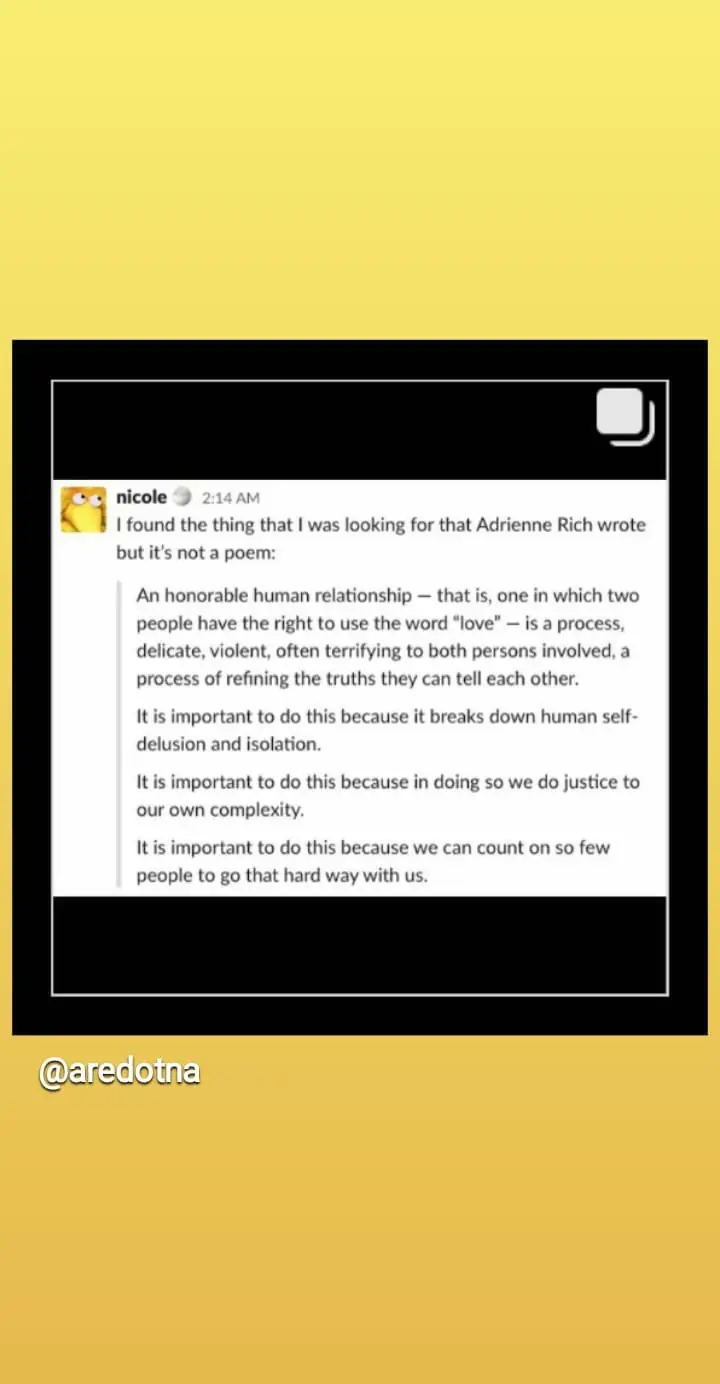 nicole 2:14 AM
I found the thing that I was looking for that Adrienne Rich wrote
but it's not a poem:
An honorable human relationship — that is, one in which two
people have the right to use the word “love” — is a process,
delicate, violent, often terrifying to both persons involved, a
process of refining the truths they can tell each other.
It is important to do this because it breaks down human self-
delusion and isolation.
It is important to do this because in doing so we do justice to
our own complexity.
It is important to do this because we can count on so few
people to go that hard way with us.
@aredotna